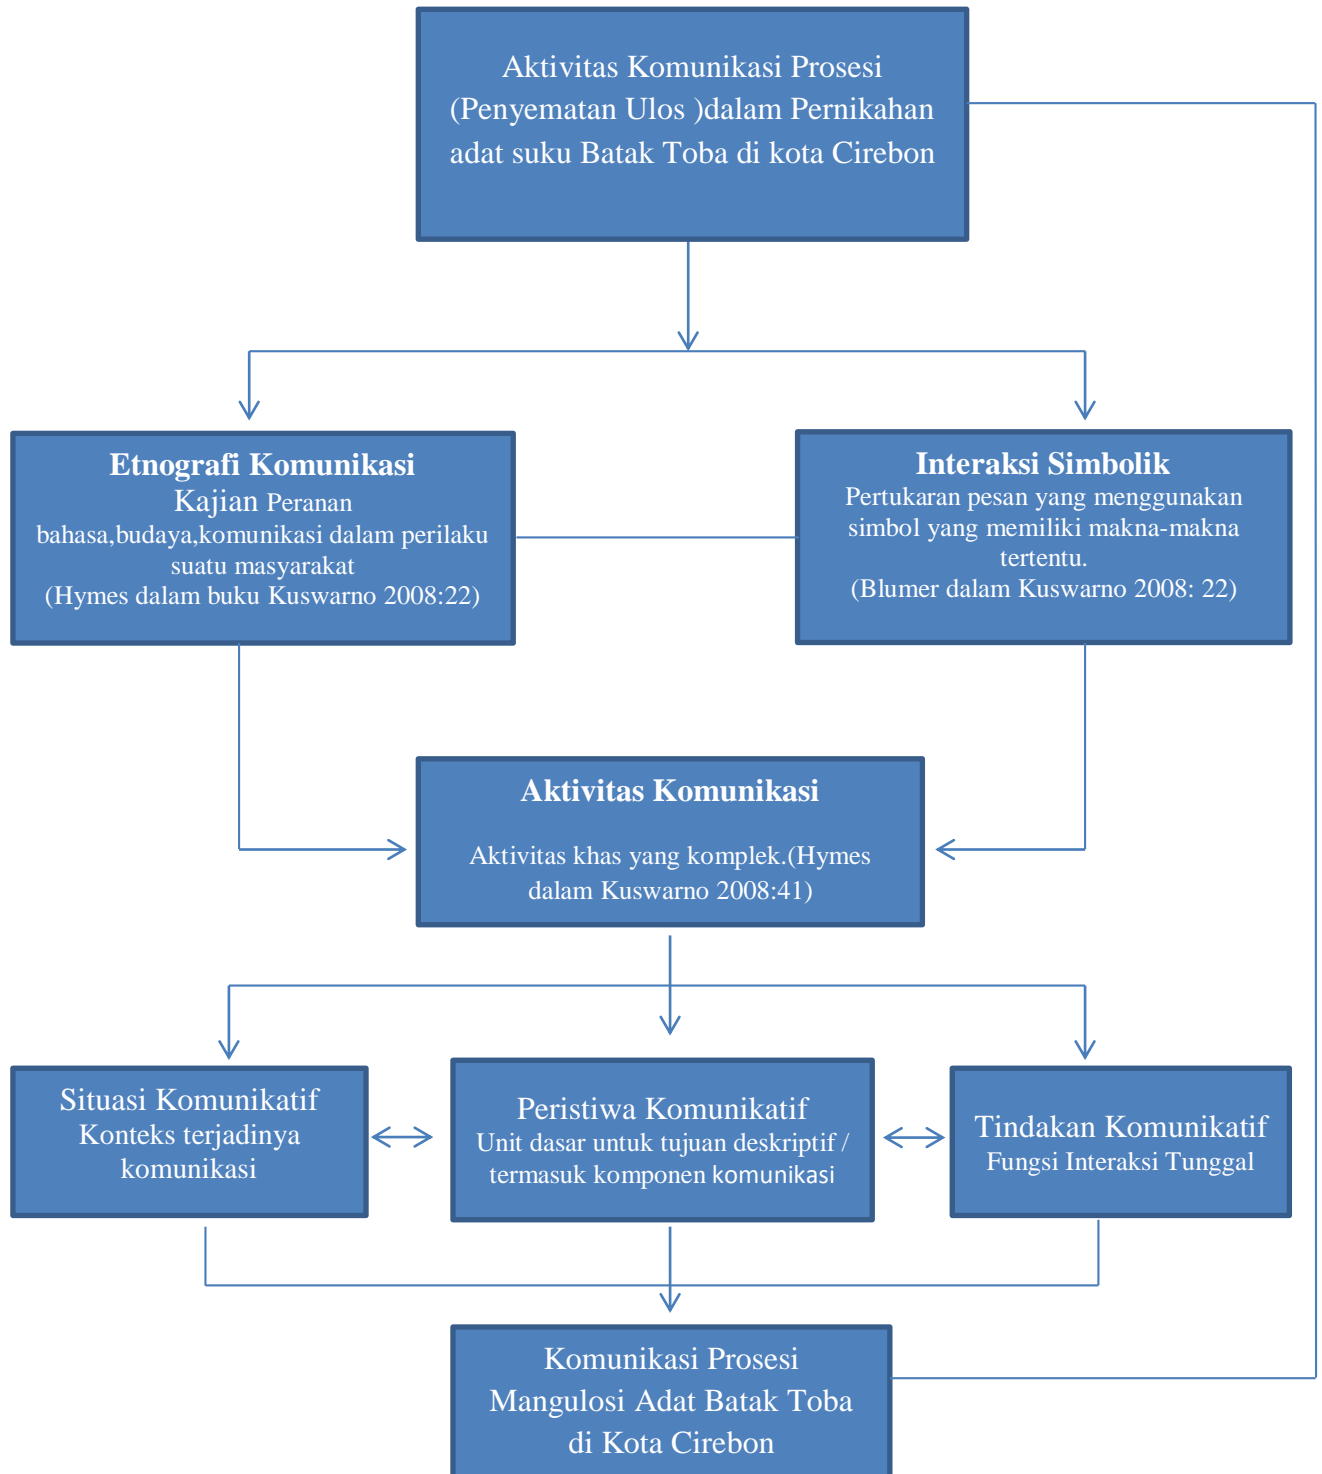 Aktivitas Komunikasi Prosesi
(Penyematan Ulos )dalam Pernikahan
adat suku Batak Toba di kota Cirebon
Etnografi Komunikasi
Kajian Peranan
bahasa,budaya,komunikasi dalam perilaku
suatu masyarakat
(Hymes dalam buku Kuswarno 2008:22)
Interaksi Simbolik
Pertukaran pesan yang menggunakan
simbol yang memiliki makna-makna
tertentu.
(Blumer dalam Kuswarno 2008: 22)
Aktivitas Komunikasi
Aktivitas khas yang komplek.(Hymes
dalam Kuswarno 2008:41)
Situasi Komunikatif
Konteks terjadinya
komunikasi
Peristiwa Komunikatif
Unit dasar untuk tujuan deskriptif /
termasuk komponen komunikasi
Tindakan Komunikatif
Fungsi Interaksi Tunggal
Komunikasi Prosesi
Mangulosi Adat Batak Toba
di Kota Cirebon